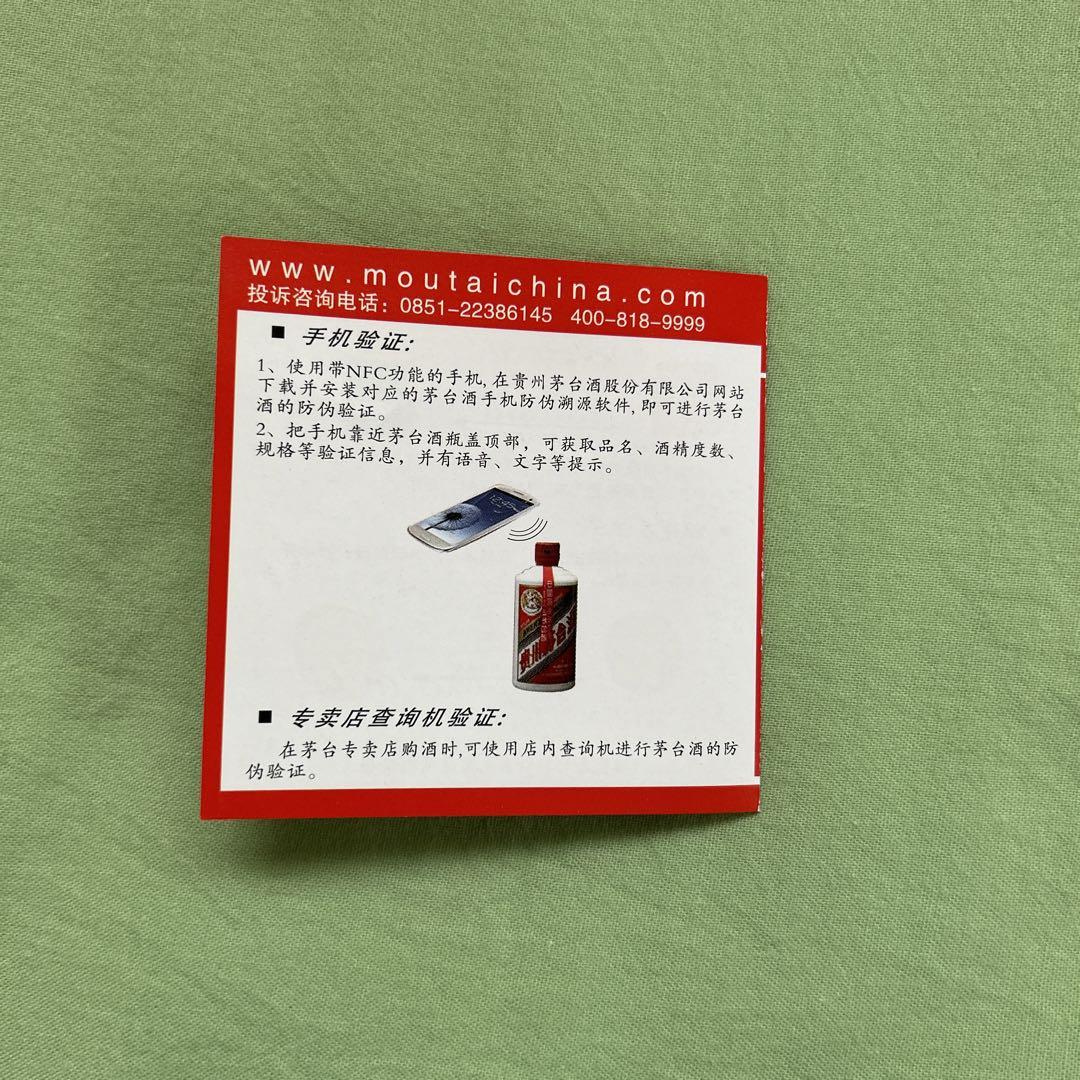 www.moutaichina.com
投诉咨询电话：0851-22386145 400-818-9999
■ 手机验证：
1、使用带NFC功能的手机，在贵州茅台酒股份有限公司网站
下载并安装对应的茅台酒手机防伪溯源软件，即可进行茅台
酒的防伪验证。
2、把手机靠近茅台酒瓶盖顶部，可获取品名、酒精度数、
规格等验证信息，并有语音、文字等提示。
12:45
贵州茅台酒
■ 专卖店查询机验证：
在茅台专卖店购酒时，可使用店内查询机进行茅台酒的防
伪验证。